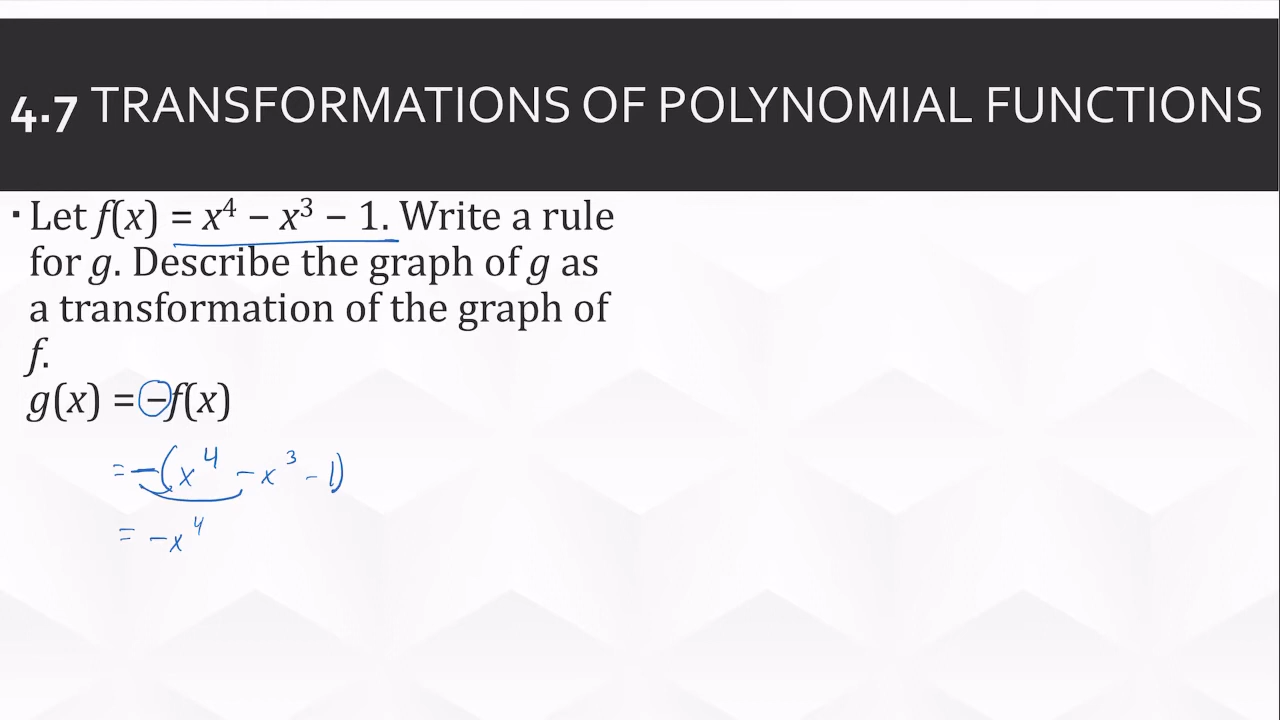 4.7 TRANSFORMATIONS OF POLYNOMIAL FUNCTIONS
▪ Let f(x) = x⁴ − x³ − 1. Write a rule
for g. Describe the graph of g as
a transformation of the graph of
f.
g(x) = −f(x)
= −(x⁴ − x³ − 1)
= −x⁴